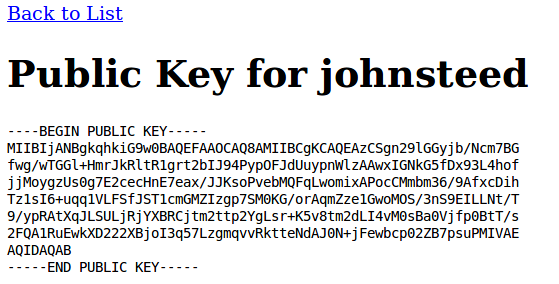 Back to List
Public Key for johnsteed
----BEGIN PUBLIC KEY-----
MIIBIjANBgkqhkiG9w0BAQEFAAOCAQ8AMIIBCgKCAQEAzCSgn29lGGyjb/Ncm7BG
fwg/wTGGl+HmrJkRltR1grt2bIJ94PypOFJdUuypnWlzAAwxIGNkG5fDx93L4hof
jjMoygzUs0g7E2cecHnE7eax/JJKsoPvebMQFqLwomixAPocCMmbm36/9AfxcDih
Tz1sI6+uqq1VLFSfJST1cmGMZIzgp7SM0KG/orAqmZze1GwoMOS/3nS9EILLNt/T
9/ypRAtXqJLSULjRjYXBRCjtm2ttp2YgLsr+K5v8tm2dLI4vM0sBa0Vjfp0BtT/s
2FQA1RuEwkXD222XBjoI3q57LzgmqvvRktteNdAJ0N+jFewbcp02ZB7psuPMIVAE
AQIDAQAB
-----END PUBLIC KEY-----